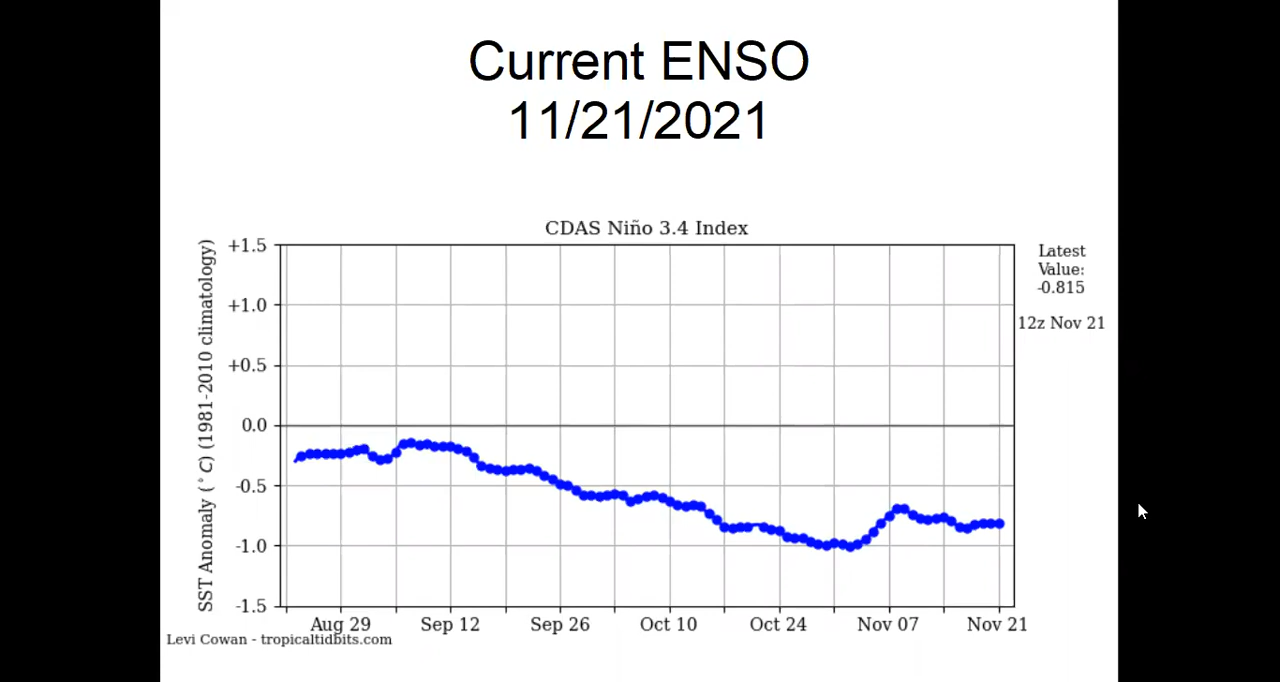 Current ENSO
11/21/2021
CDAS Niño 3.4 Index
Latest
Value:
-0.815
12z Nov 21
SST Anomaly (°C) (1981-2010 climatology)
+1.5
+1.0
+0.5
0.0
-0.5
-1.0
-1.5
Aug 29 Sep 12 Sep 26 Oct 10 Oct 24 Nov 07 Nov 21
Levi Cowan - tropicaltidbits.com